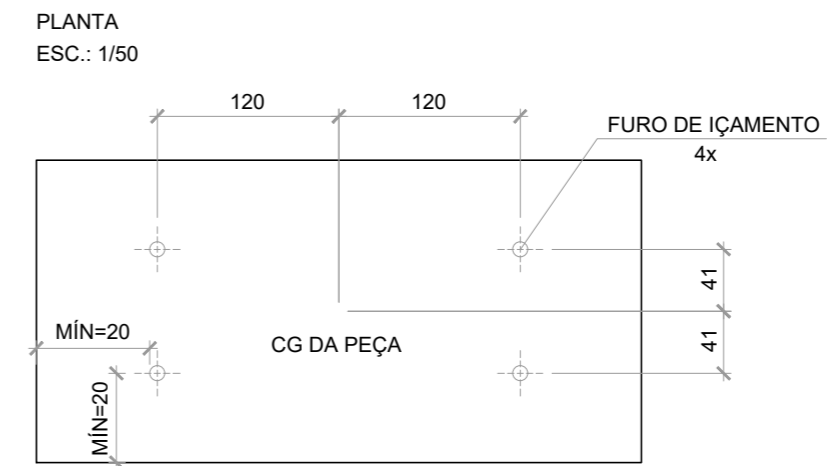 PLANTA
ESC.: 1/50
120
120
FURO DE IÇAMENTO
4x
41
MÍN=20
CG DA PEÇA
41
MÍN=20